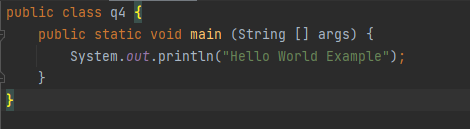 public class q4 {
    public static void main (String [] args) {
        System.out.println("Hello World Example");
    }
}